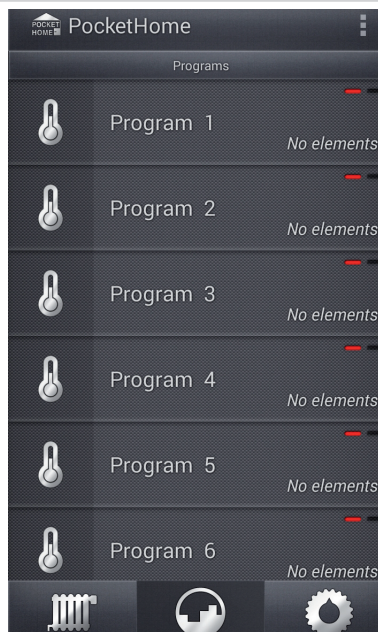 POCKET
HOME
PocketHome
Programs
Program 1
No elements
Program 2
No elements
Program 3
No elements
Program 4
No elements
Program 5
No elements
Program 6
No elements